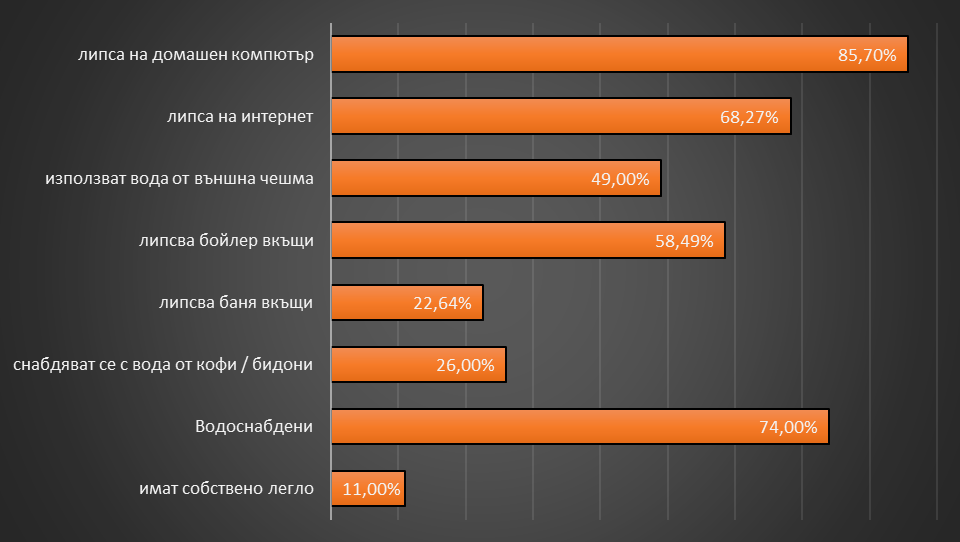 липса на домашен компютър 85,70%
липса на интернет 68,27%
използват вода от външна чешма 49,00%
липсва бойлер вкъщи 58,49%
липсва баня вкъщи 22,64%
снабдяват се с вода от кофи / бидони 26,00%
Водоснабдени 74,00%
имат собствено легло 11,00%